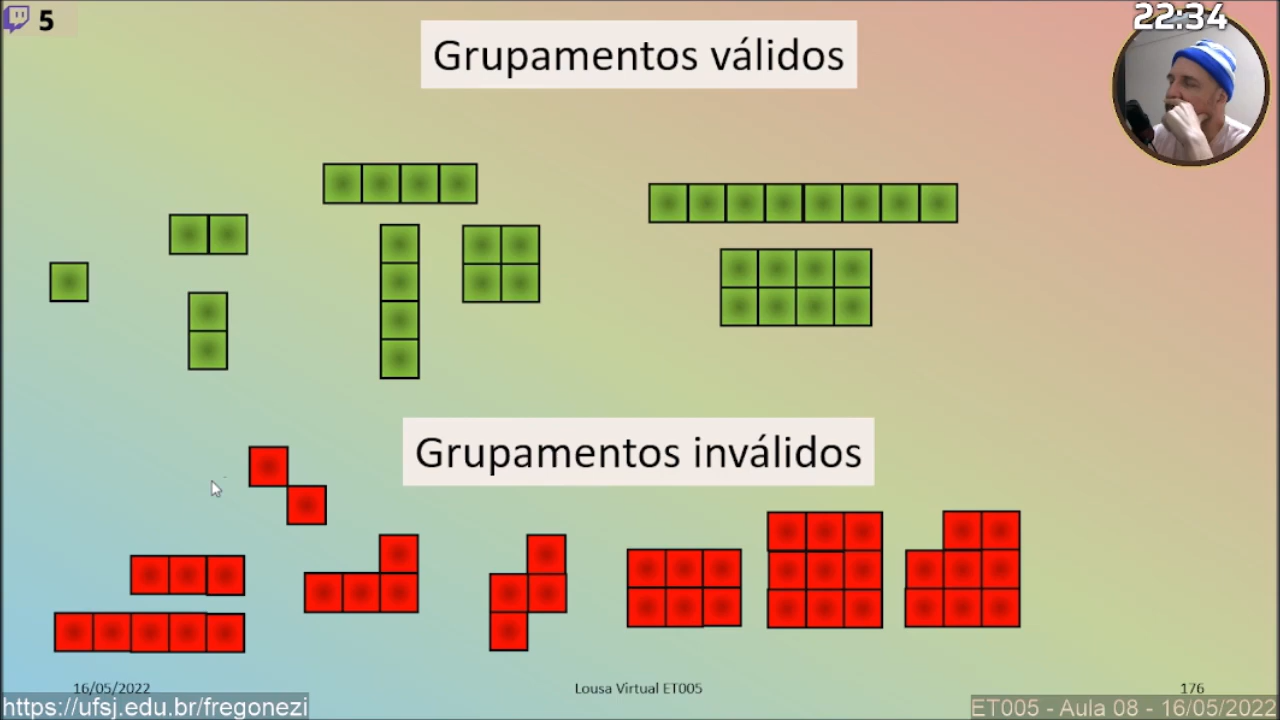 5
22:34
Grupamentos válidos
Grupamentos inválidos
16/05/2022
Lousa Virtual ET005
176
https://ufsj.edu.br/fregonezi
ET005 - Aula 08 - 16/05/2022